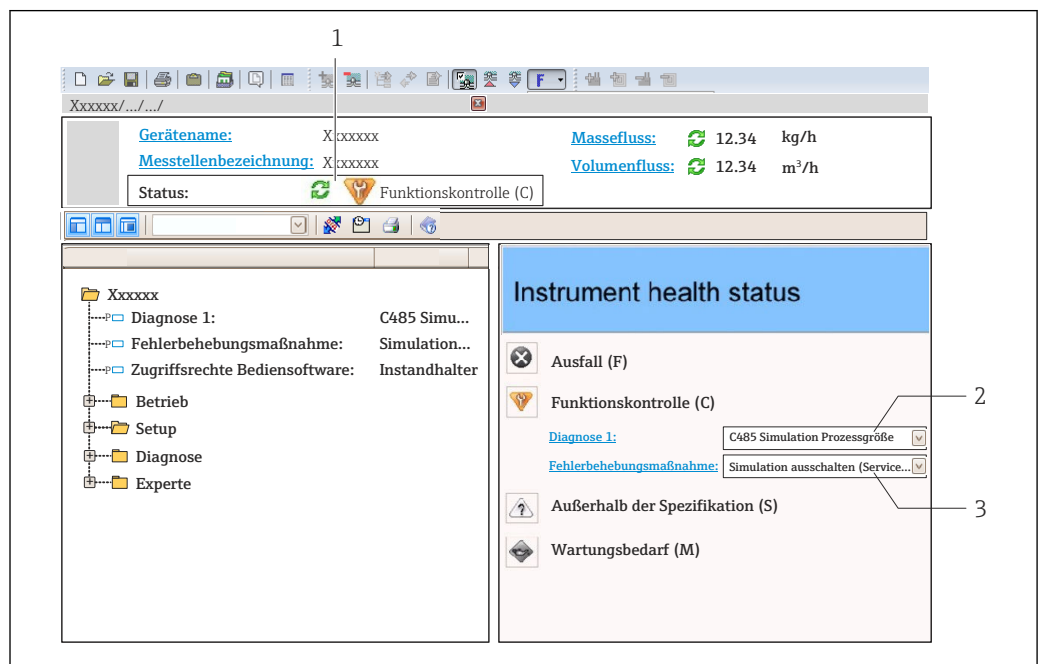 1
F
Xxxxxx/.../.../
Gerätename: Xxxxxxx Massefluss: 12.34 kg/h
Messtellenbezeichnung: Xxxxxxx Volumenfluss: 12.34 m³/h
Status: Funktionskontrolle (C)
Xxxxxx
P Diagnose 1: C485 Simu...
P Fehlerbehebungsmaßnahme: Simulation...
P Zugriffsrechte Bediensoftware: Instandhalter
Betrieb
Setup
Diagnose
Experte
Instrument health status
Ausfall (F)
Funktionskontrolle (C)
2
Diagnose 1: C485 Simulation Prozessgröße
Fehlerbehebungsmaßnahme: Simulation ausschalten (Service...
Außerhalb der Spezifikation (S)
3
Wartungsbedarf (M)